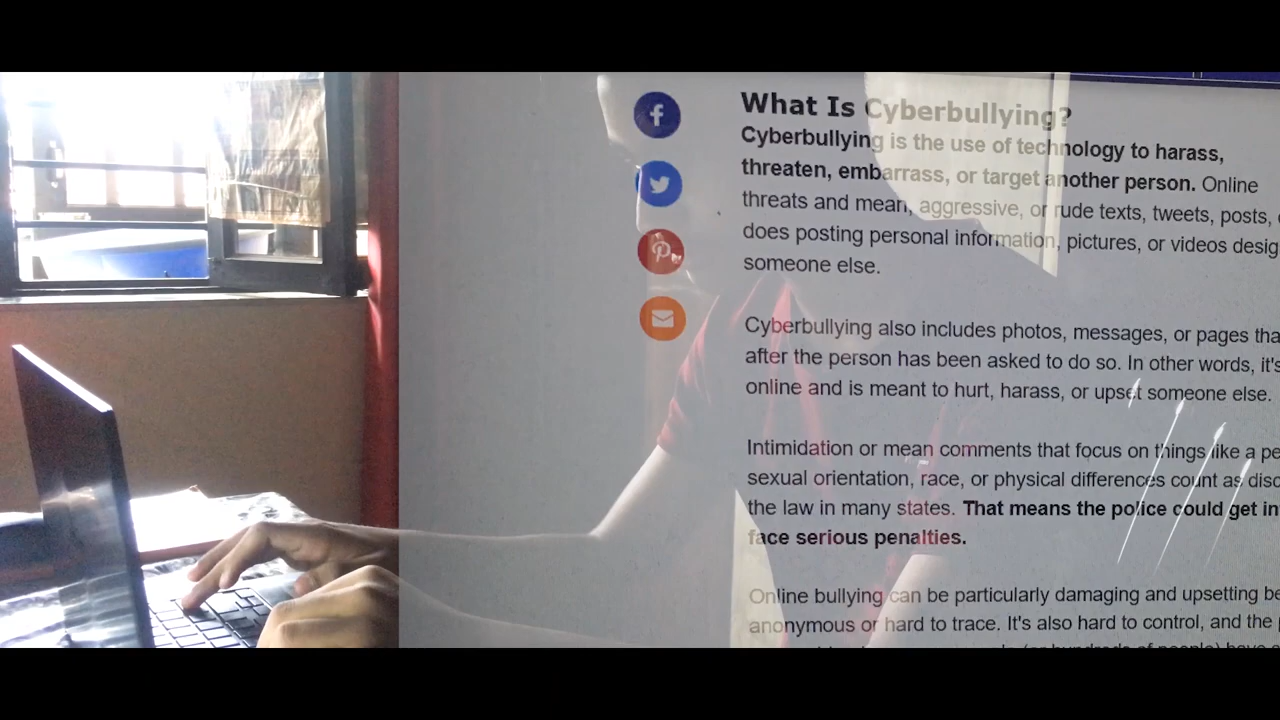 What Is Cyberbullying?
Cyberbullying is the use of technology to harass,
threaten, embarrass, or target another person. Online
threats and mean, aggressive, or rude texts, tweets, posts,
does posting personal information, pictures, or videos desig
someone else.
Cyberbullying also includes photos, messages, or pages tha
after the person has been asked to do so. In other words, it's
online and is meant to hurt, harass, or upset someone else.
Intimidation or mean comments that focus on things like a pe
sexual orientation, race, or physical differences count as disc
the law in many states. That means the police could get in
face serious penalties.
Online bullying can be particularly damaging and upsetting be
anonymous or hard to trace. It's also hard to control, and the